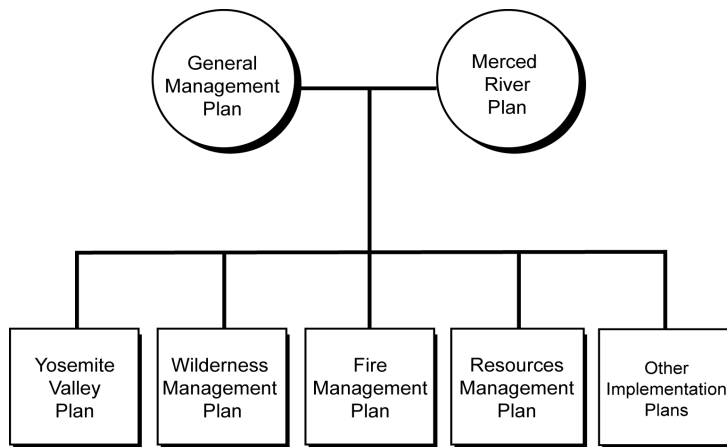 General
Management
Plan
Merced
River
Plan
Yosemite
Valley
Plan
Wilderness
Management
Plan
Fire
Management
Plan
Resources
Management
Plan
Other
Implementation
Plans